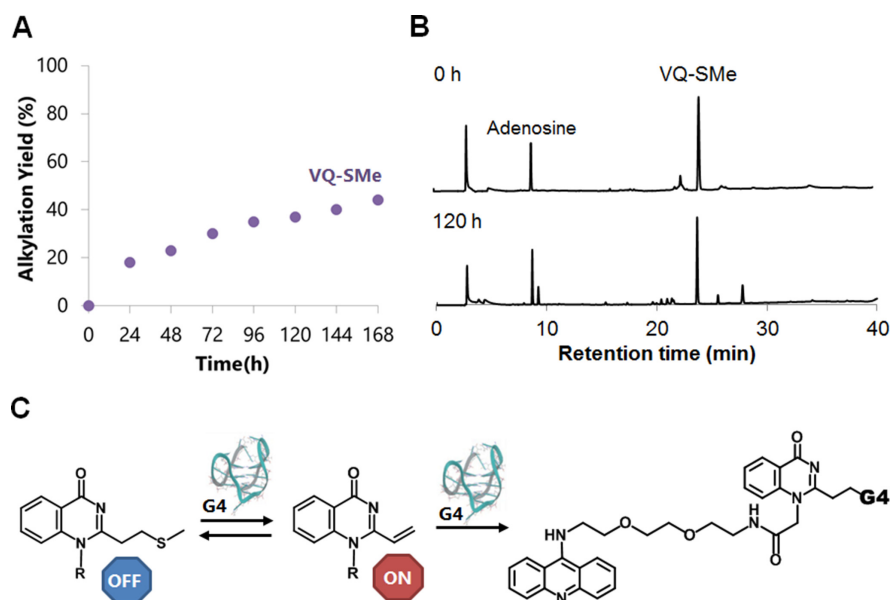 A
100
80
60
40
20
0
Alkylation Yield (%)
VQ-SMe
0 24 48 72 96 120 144 168
Time(h)
B
0 h
Adenosine
VQ-SMe
120 h
0 10 20 30 40
Retention time (min)
C
O
N
N
S
R
OFF
G4
O
N
N
R
ON
G4
O
N
N
G4
HN
O
O
H
N
O
N